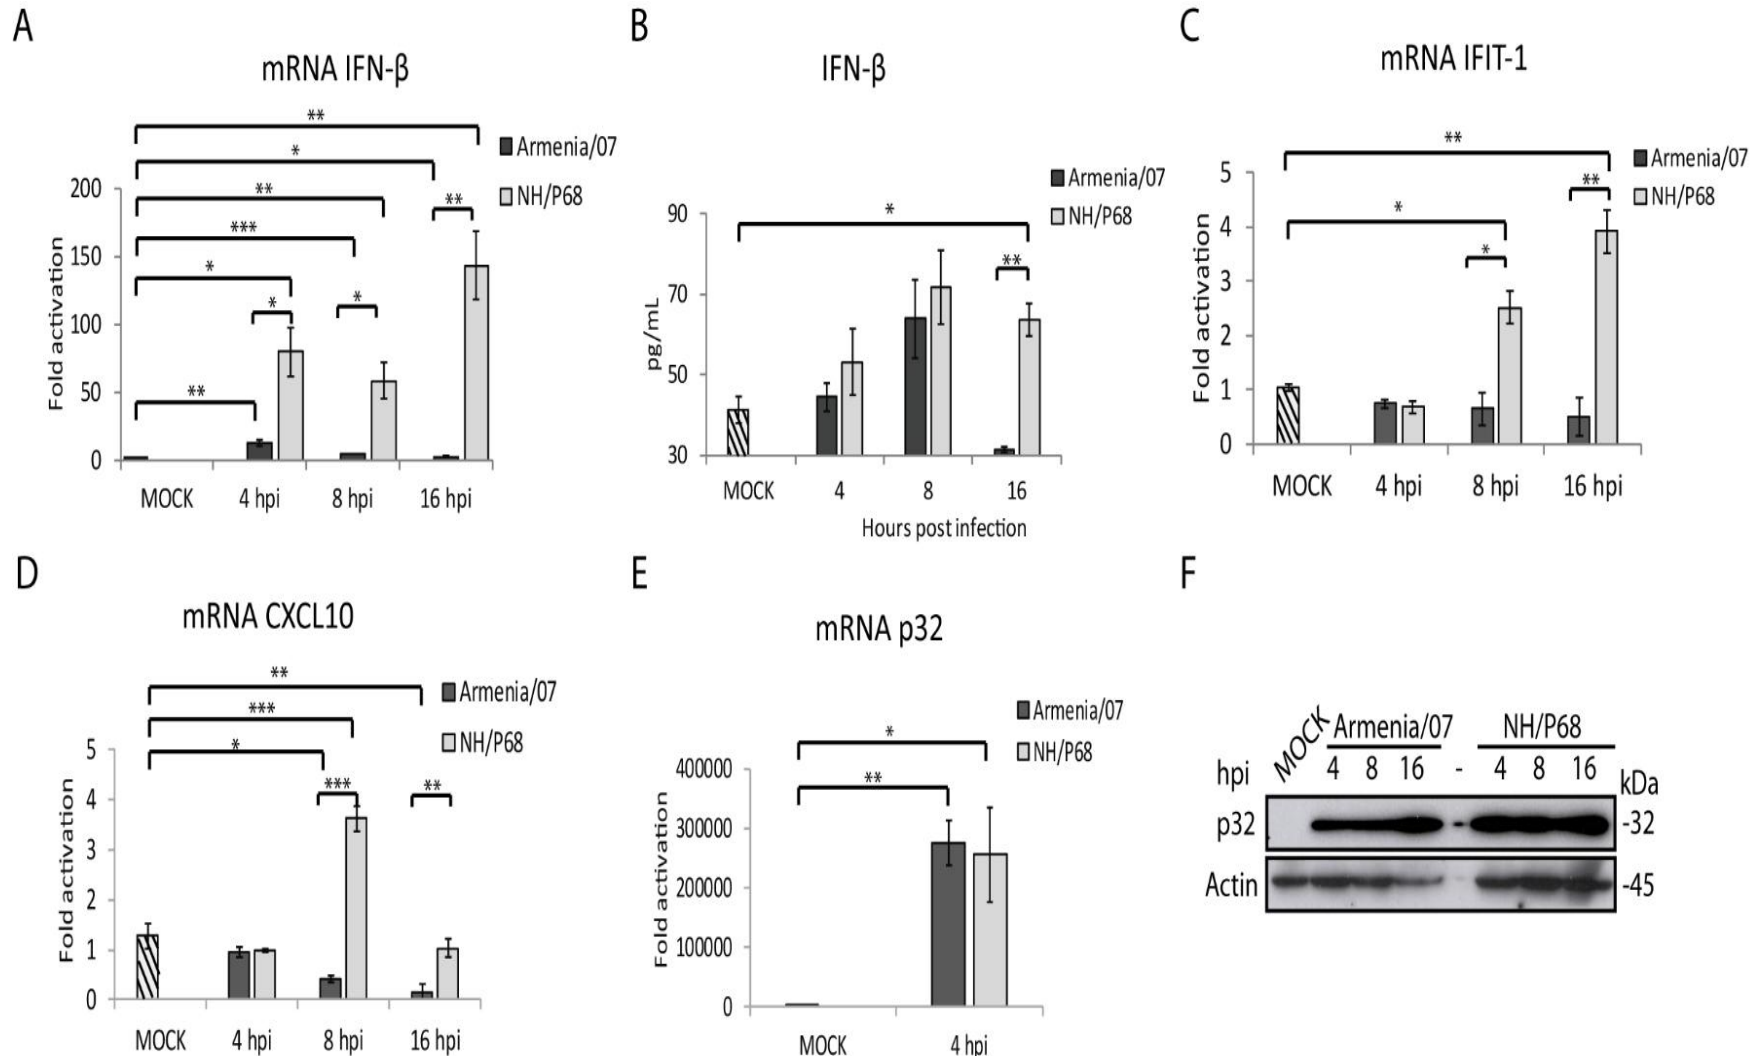 A
mRNA IFN-β
**
*
**
***
*
**
*
*
**
Armenia/07
NH/P68
Fold activation
200
150
100
50
0
MOCK 4 hpi 8 hpi 16 hpi
B
IFN-β
*
**
Armenia/07
NH/P68
pg/mL
90
70
50
30
MOCK 4 8 16
Hours post infection
C
mRNA IFIT-1
**
*
*
**
Armenia/07
NH/P68
Fold activation
5
4
3
2
1
0
MOCK 4 hpi 8 hpi 16 hpi
D
mRNA CXCL10
**
***
*
***
**
Armenia/07
NH/P68
Fold activation
5
4
3
2
1
0
MOCK 4 hpi 8 hpi 16 hpi
E
mRNA p32
*
**
Armenia/07
NH/P68
Fold activation
400000
300000
200000
100000
0
MOCK 4 hpi
F
MOCK Armenia/07 NH/P68
hpi 4 8 16 - 4 8 16 kDa
p32 -32
Actin -45